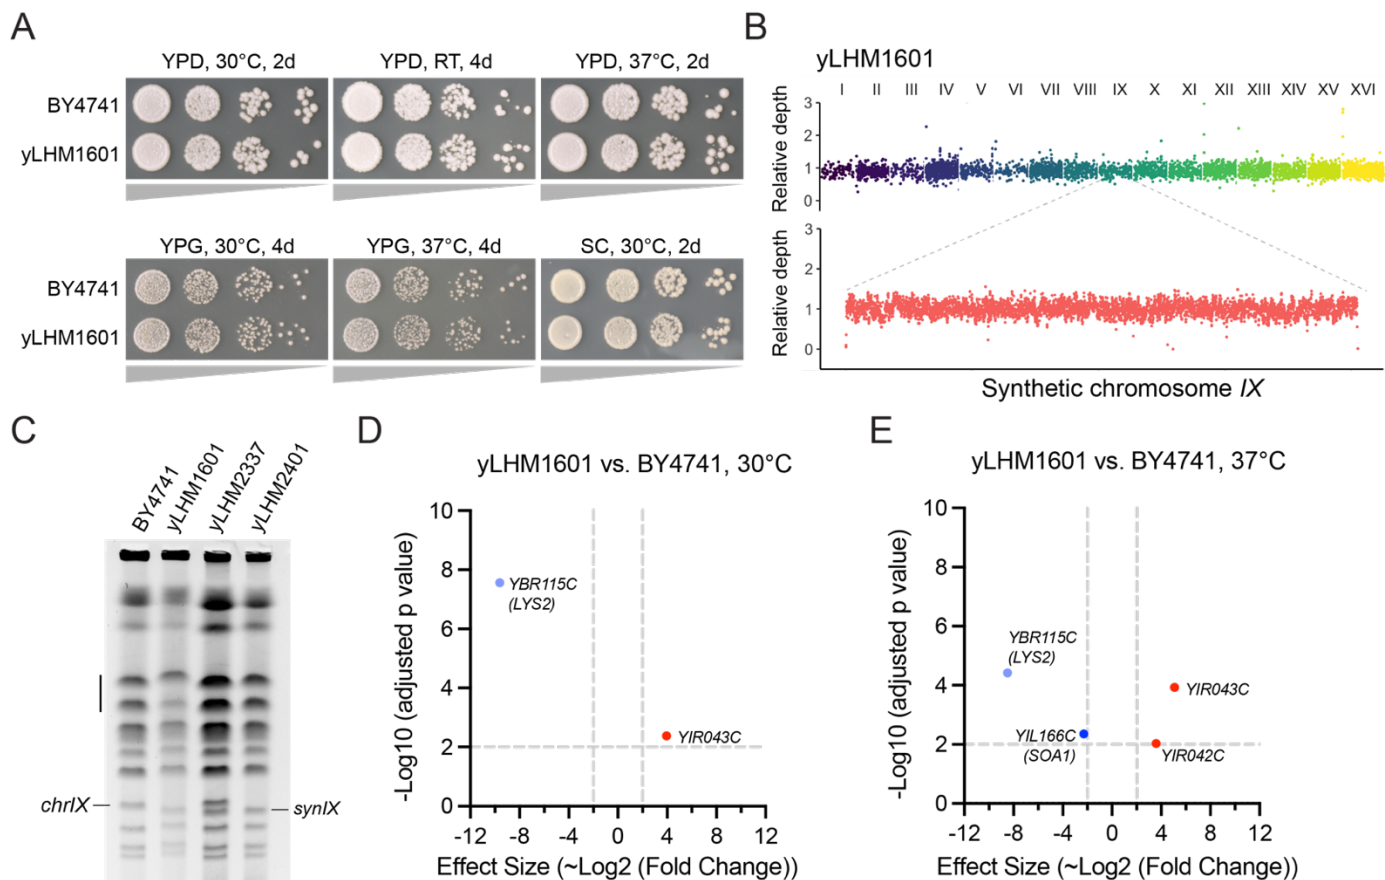 A
YPD, 30°C, 2d
YPD, RT, 4d
YPD, 37°C, 2d
BY4741
yLHM1601
YPG, 30°C, 4d
YPG, 37°C, 4d
SC, 30°C, 2d
BY4741
yLHM1601
B
yLHM1601
I II III IV V VI VII VIII IX X XI XII XIII XIV XV XVI
Relative depth
3
2
1
0
Relative depth
3
2
1
0
Synthetic chromosome IX
C
BY4741
yLHM1601
yLHM2337
yLHM2401
chrIX
synIX
D
yLHM1601 vs. BY4741, 30°C
-Log10 (adjusted p value)
10
8
6
4
2
0
YBR115C
(LYS2)
YIR043C
-12 -8 -4 0 4 8 12
Effect Size (~Log2 (Fold Change))
E
yLHM1601 vs. BY4741, 37°C
-Log10 (adjusted p value)
10
8
6
4
2
0
YBR115C
(LYS2)
YIR043C
YIL166C
(SOA1)
YIR042C
-12 -8 -4 0 4 8 12
Effect Size (~Log2 (Fold Change))